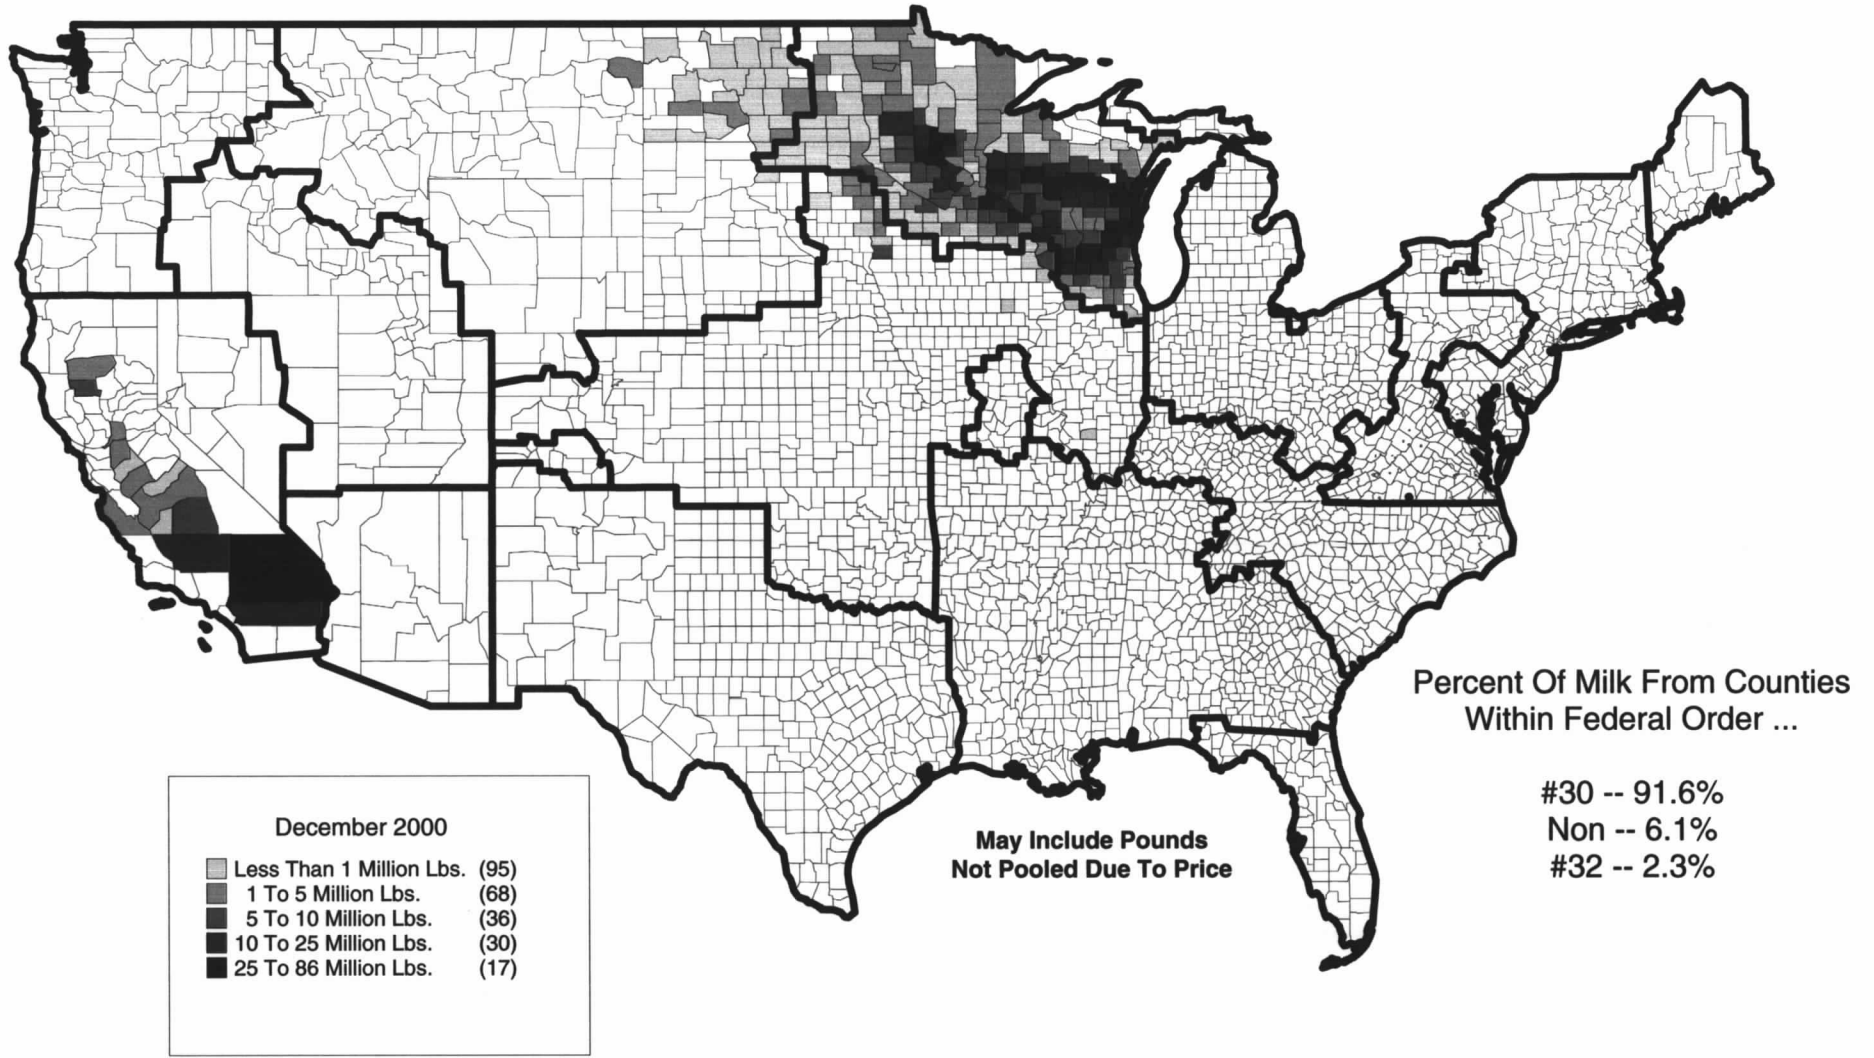 Percent Of Milk From Counties
Within Federal Order ...
#30 -- 91.6%
Non -- 6.1%
#32 -- 2.3%
December 2000
Less Than 1 Million Lbs. (95)
1 To 5 Million Lbs. (68)
5 To 10 Million Lbs. (36)
10 To 25 Million Lbs. (30)
25 To 86 Million Lbs. (17)
May Include Pounds
Not Pooled Due To Price